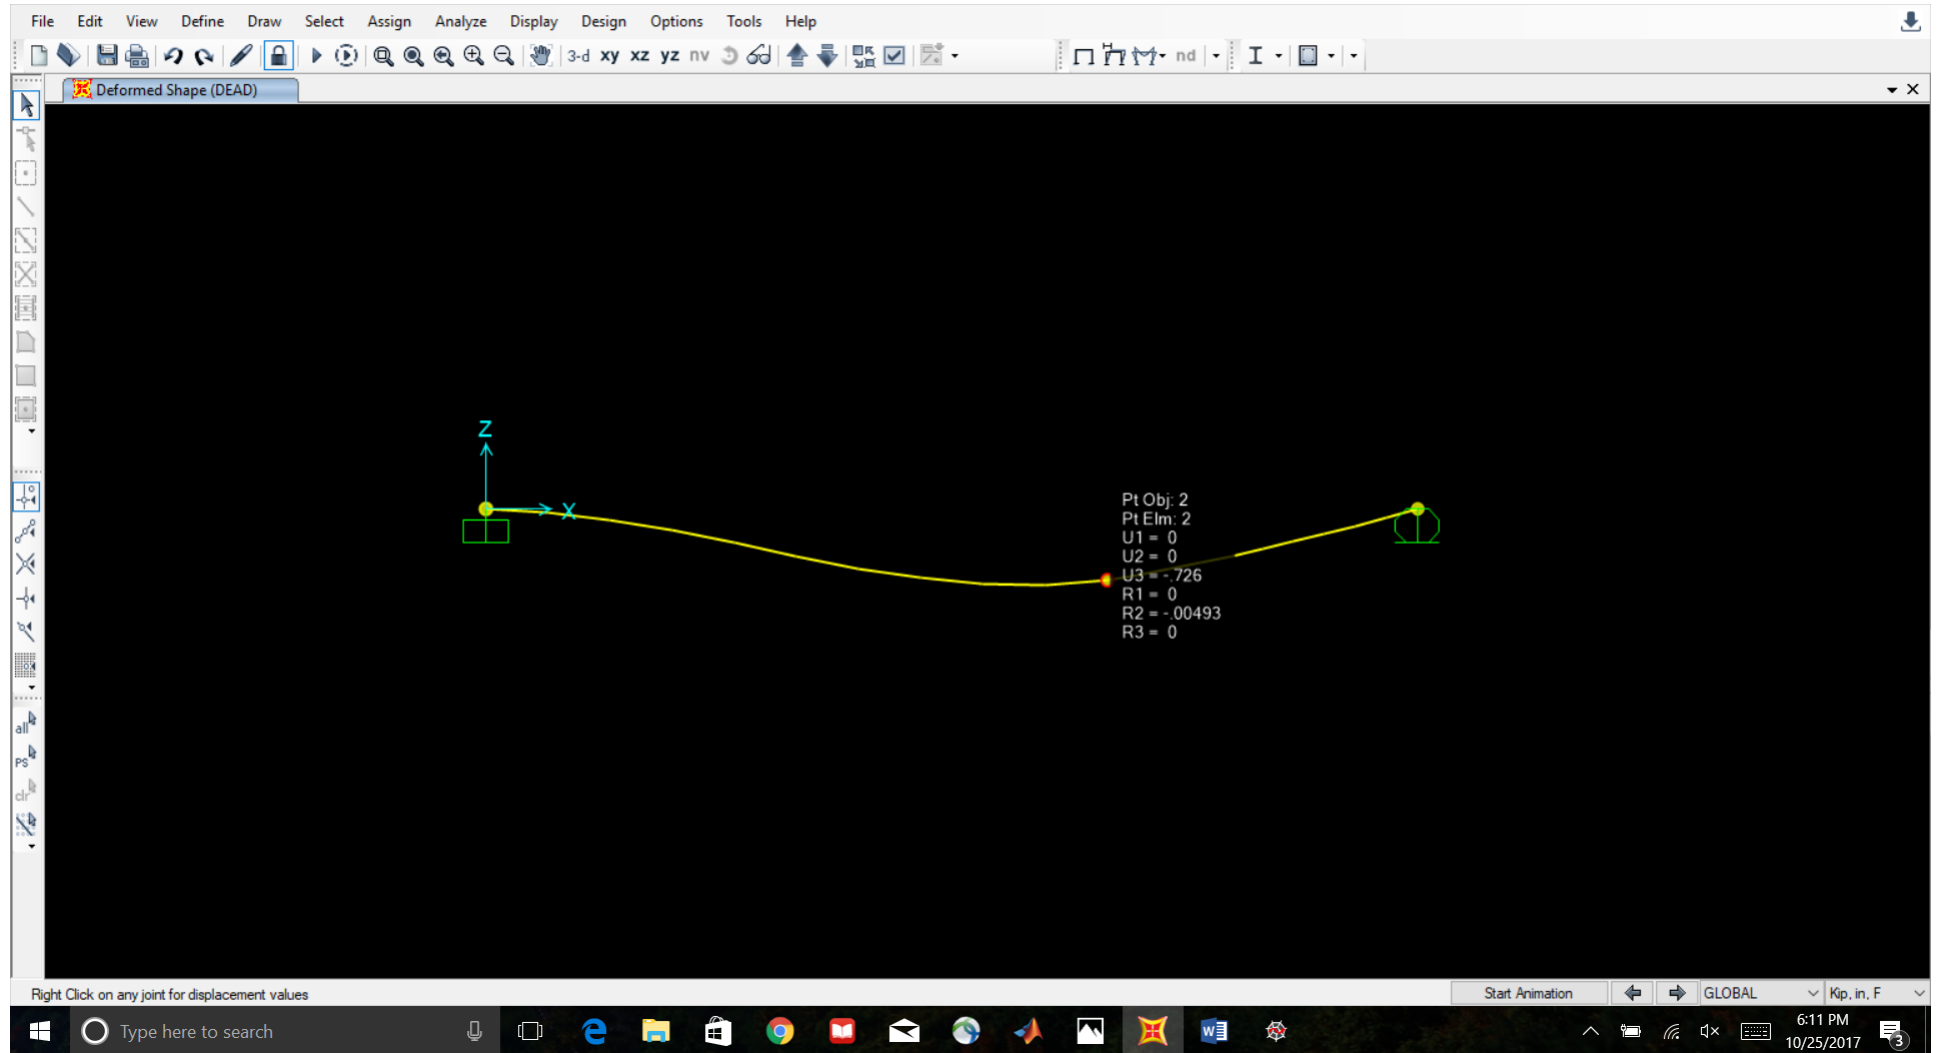 File Edit View Define Draw Select Assign Analyze Display Design Options Tools Help
3-d xy xz yz nv nd
Deformed Shape (DEAD)
Z
X
Pt Obj: 2
Pt Elm: 2
U1 = 0
U2 = 0
U3 = -.726
R1 = 0
R2 = -.00493
R3 = 0
all
PS
clr
Right Click on any joint for displacement values
Start Animation
GLOBAL
Kip, in, F
Type here to search
6:11 PM
10/25/2017
3